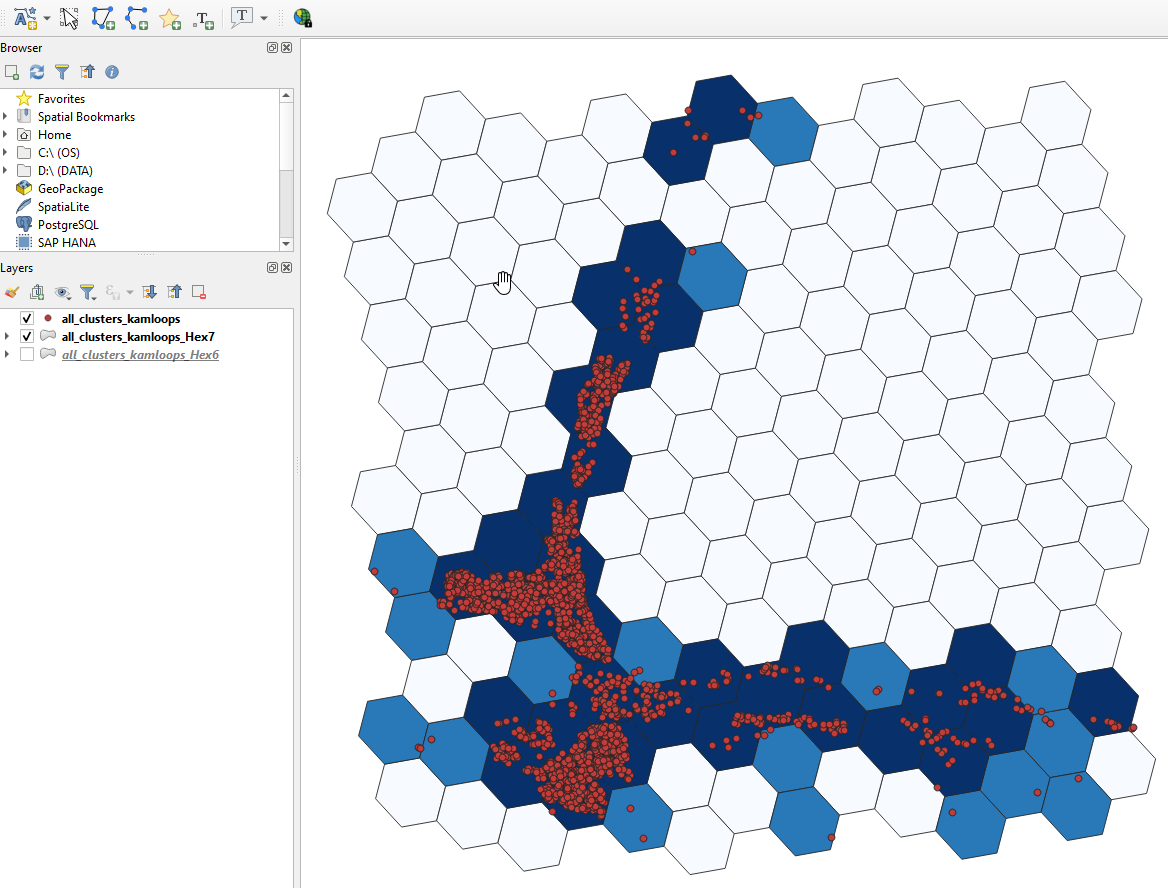 Browser
Favorites
Spatial Bookmarks
Home
C:\ (OS)
D:\ (DATA)
GeoPackage
SpatiaLite
PostgreSQL
SAP HANA
Layers
all_clusters_kamloops
all_clusters_kamloops_Hex7
all_clusters_kamloops_Hex6